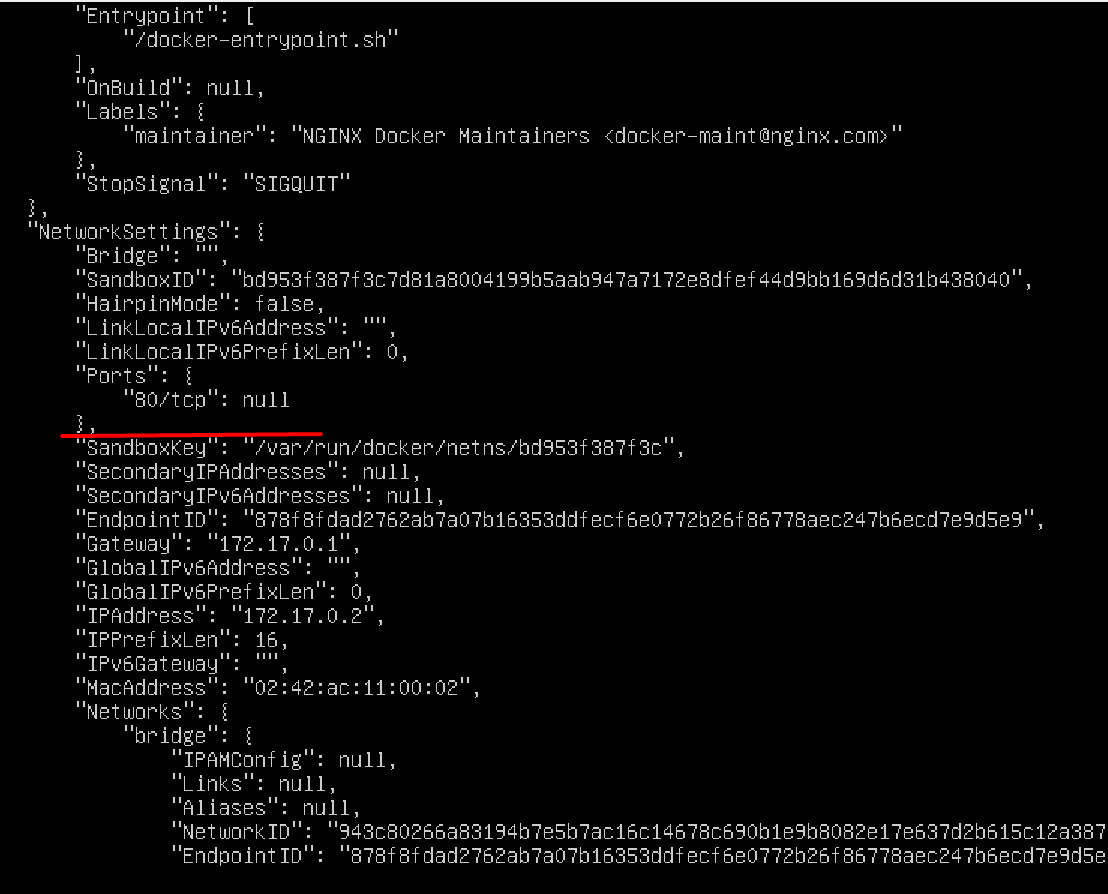 "Entrypoint": [
"/docker-entrypoint.sh"
],
"OnBuild": null,
"Labels": {
"maintainer": "NGINX Docker Maintainers <docker-maint@nginx.com>"
},
"StopSignal": "SIGQUIT"
},
"NetworkSettings": {
"Bridge": "",
"SandboxID": "bd953f387f3c7d81a8004199b5aab947a7172e8dfef44d9bb169d6d31b438040",
"HairpinMode": false,
"LinkLocalIPv6Address": "",
"LinkLocalIPv6PrefixLen": 0,
"Ports": {
"80/tcp": null
},
"SandboxKey": "/var/run/docker/netns/bd953f387f3c",
"SecondaryIPAddresses": null,
"SecondaryIPv6Addresses": null,
"EndpointID": "878f8fdad2762ab7a07b16353ddfecf6e0772b26f86778aec247b6ecd7e9d5e9",
"Gateway": "172.17.0.1",
"GlobalIPv6Address": "",
"GlobalIPv6PrefixLen": 0,
"IPAddress": "172.17.0.2",
"IPPrefixLen": 16,
"IPv6Gateway": "",
"MacAddress": "02:42:ac:11:00:02",
"Networks": {
"bridge": {
"IPAMConfig": null,
"Links": null,
"Aliases": null,
"NetworkID": "943c80266a83194b7e5b7ac16c14678c690b1e9b8082e17e637d2b615c12a387
"EndpointID": "878f8fdad2762ab7a07b16353ddfecf6e0772b26f86778aec247b6ecd7e9d5e